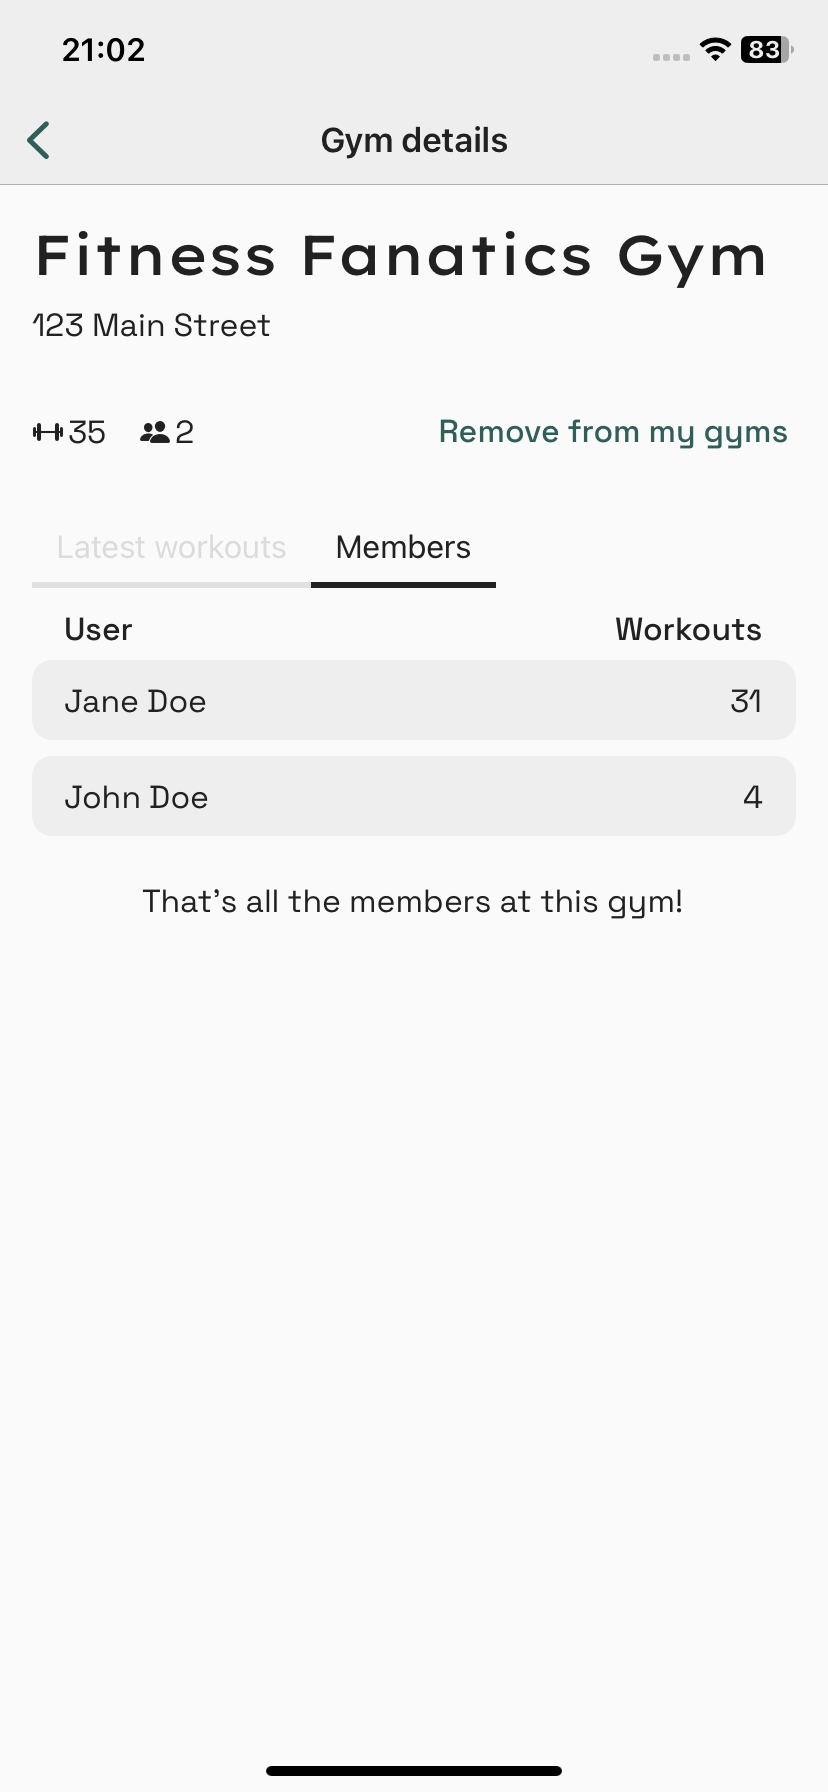 21:02
83
Gym details
Fitness Fanatics Gym
123 Main Street
35 2 Remove from my gyms
Latest workouts Members
User Workouts
Jane Doe 31
John Doe 4
That's all the members at this gym!